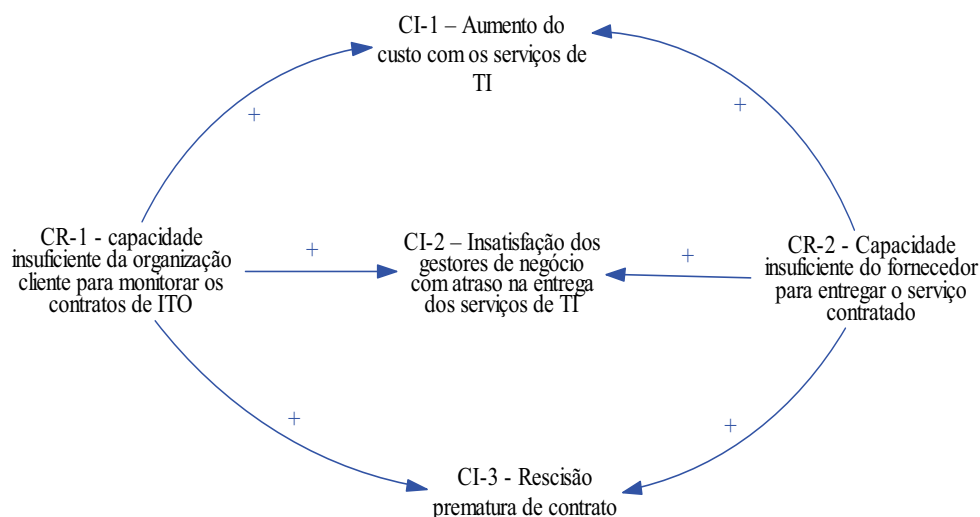 CI-1 – Aumento do
custo com os serviços de
TI
+
+
CR-1 - capacidade
insuficiente da organização
cliente para monitorar os
contratos de ITO
+
CI-2 – Insatisfação dos
gestores de negócio
com atraso na entrega
dos serviços de TI
+
CR-2 - Capacidade
insuficiente do fornecedor
para entregar o serviço
contratado
+
+
CI-3 - Rescisão
prematura de contrato